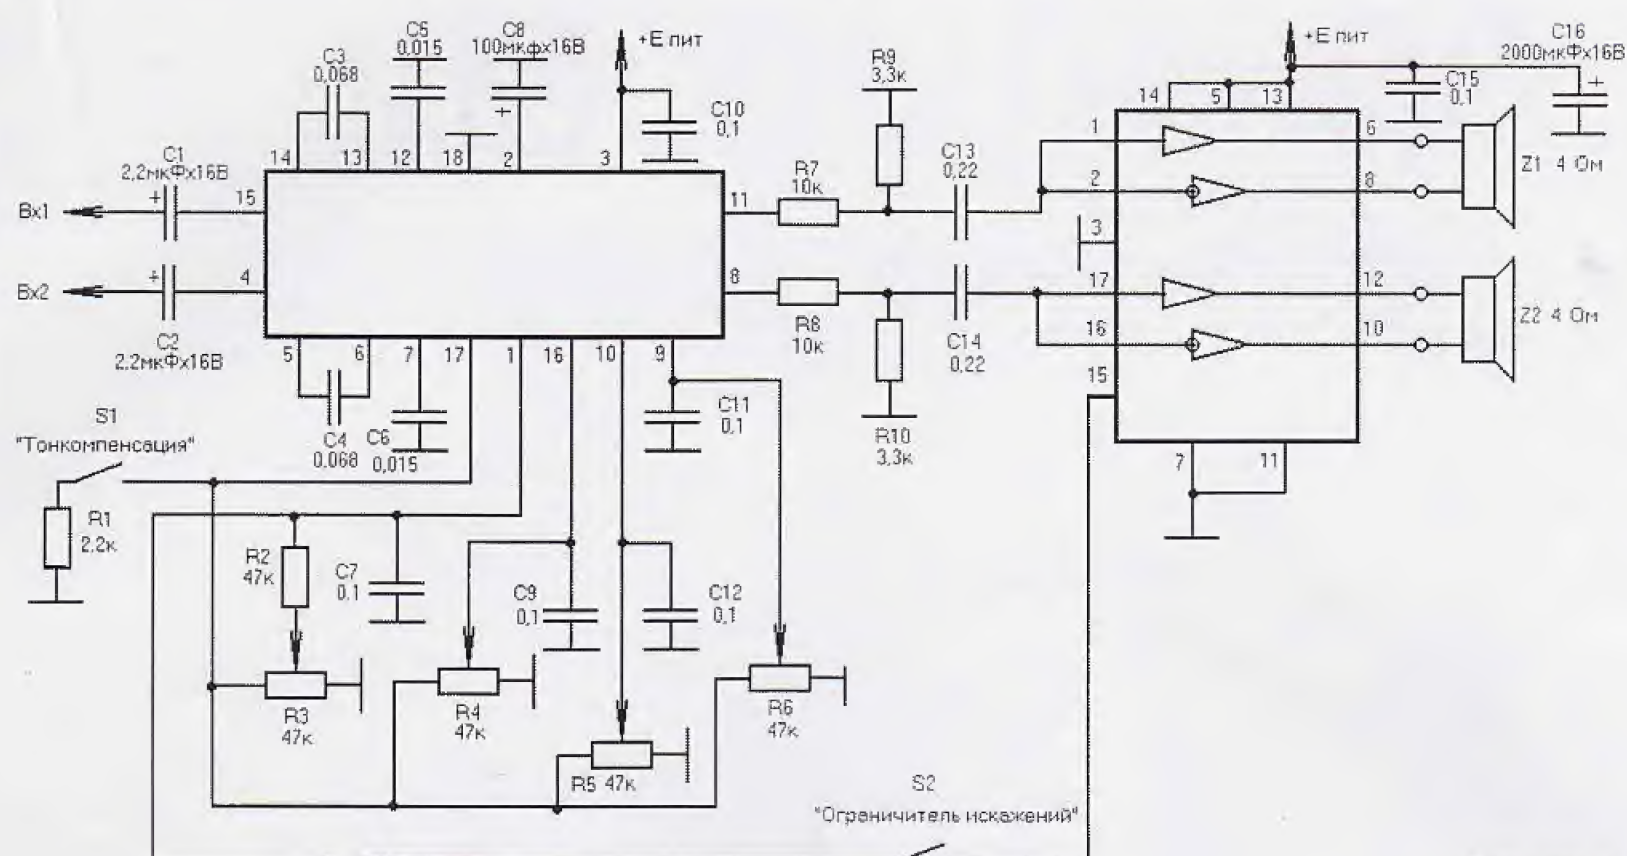 C5
0,015
C8
100мкфх16В
+Е пит
+Е пит
C16
2000мкФх16В
C3
0,068
R9
3,3к
C15
0,1
C10
0,1
14
5
13
14
13
12
18
2
3
C1
2,2мкФх16В
C13
0,22
1
6
R7
10к
2
8
Z1 4 Ом
Вх1
+
15
11
3
+
+
Вх2
+
4
8
17
12
Z2 4 Ом
C2
2,2мкФх16В
R8
10к
C14
0,22
16
10
5
6
7
17
1
16
10
9
15
S1
"Тонкомпенсация"
C4
0,068
C6
0,015
C11
0,1
R10
3,3к
7
11
R1
2,2к
R2
47к
C7
0,1
C9
0,1
C12
0,1
R3
47к
R4
47к
R6
47к
R5 47к
S2
"Ограничитель искажений"